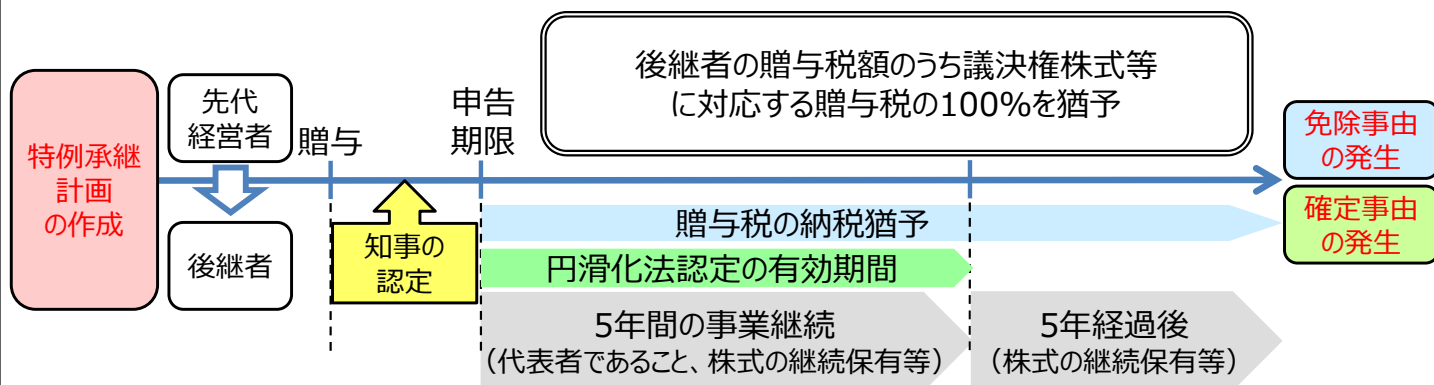 後継者の贈与税額のうち議決権株式等
に対応する贈与税の100%を猶予
特例承継
計画
の作成
先代
経営者
後継者
贈与
知事の
認定
申告
期限
贈与税の納税猶予
円滑化法認定の有効期間
5年間の事業継続
（代表者であること、株式の継続保有等）
5年経過後
（株式の継続保有等）
免除事由
の発生
確定事由
の発生